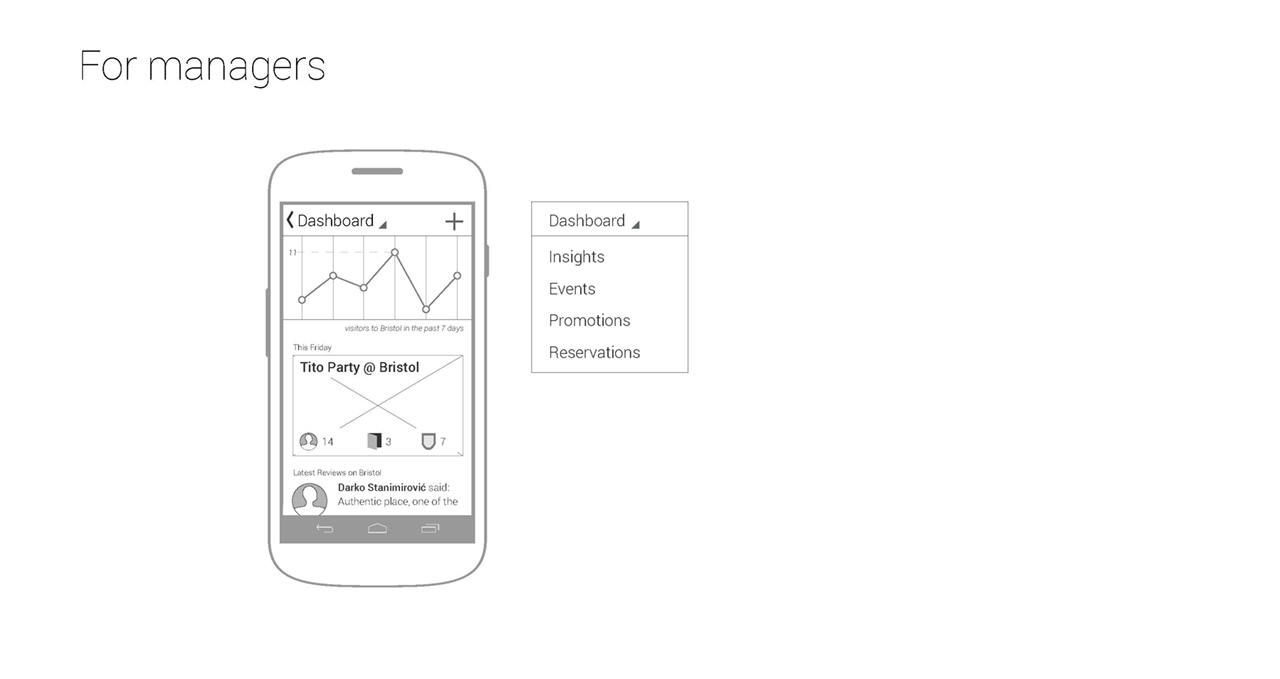 For managers
Dashboard
11
visitors to Bristol in the past 7 days
This Friday
Tito Party @ Bristol
14 3 7
Latest Reviews on Bristol
Darko Stanimirović said:
Authentic place, one of the
Dashboard
Insights
Events
Promotions
Reservations